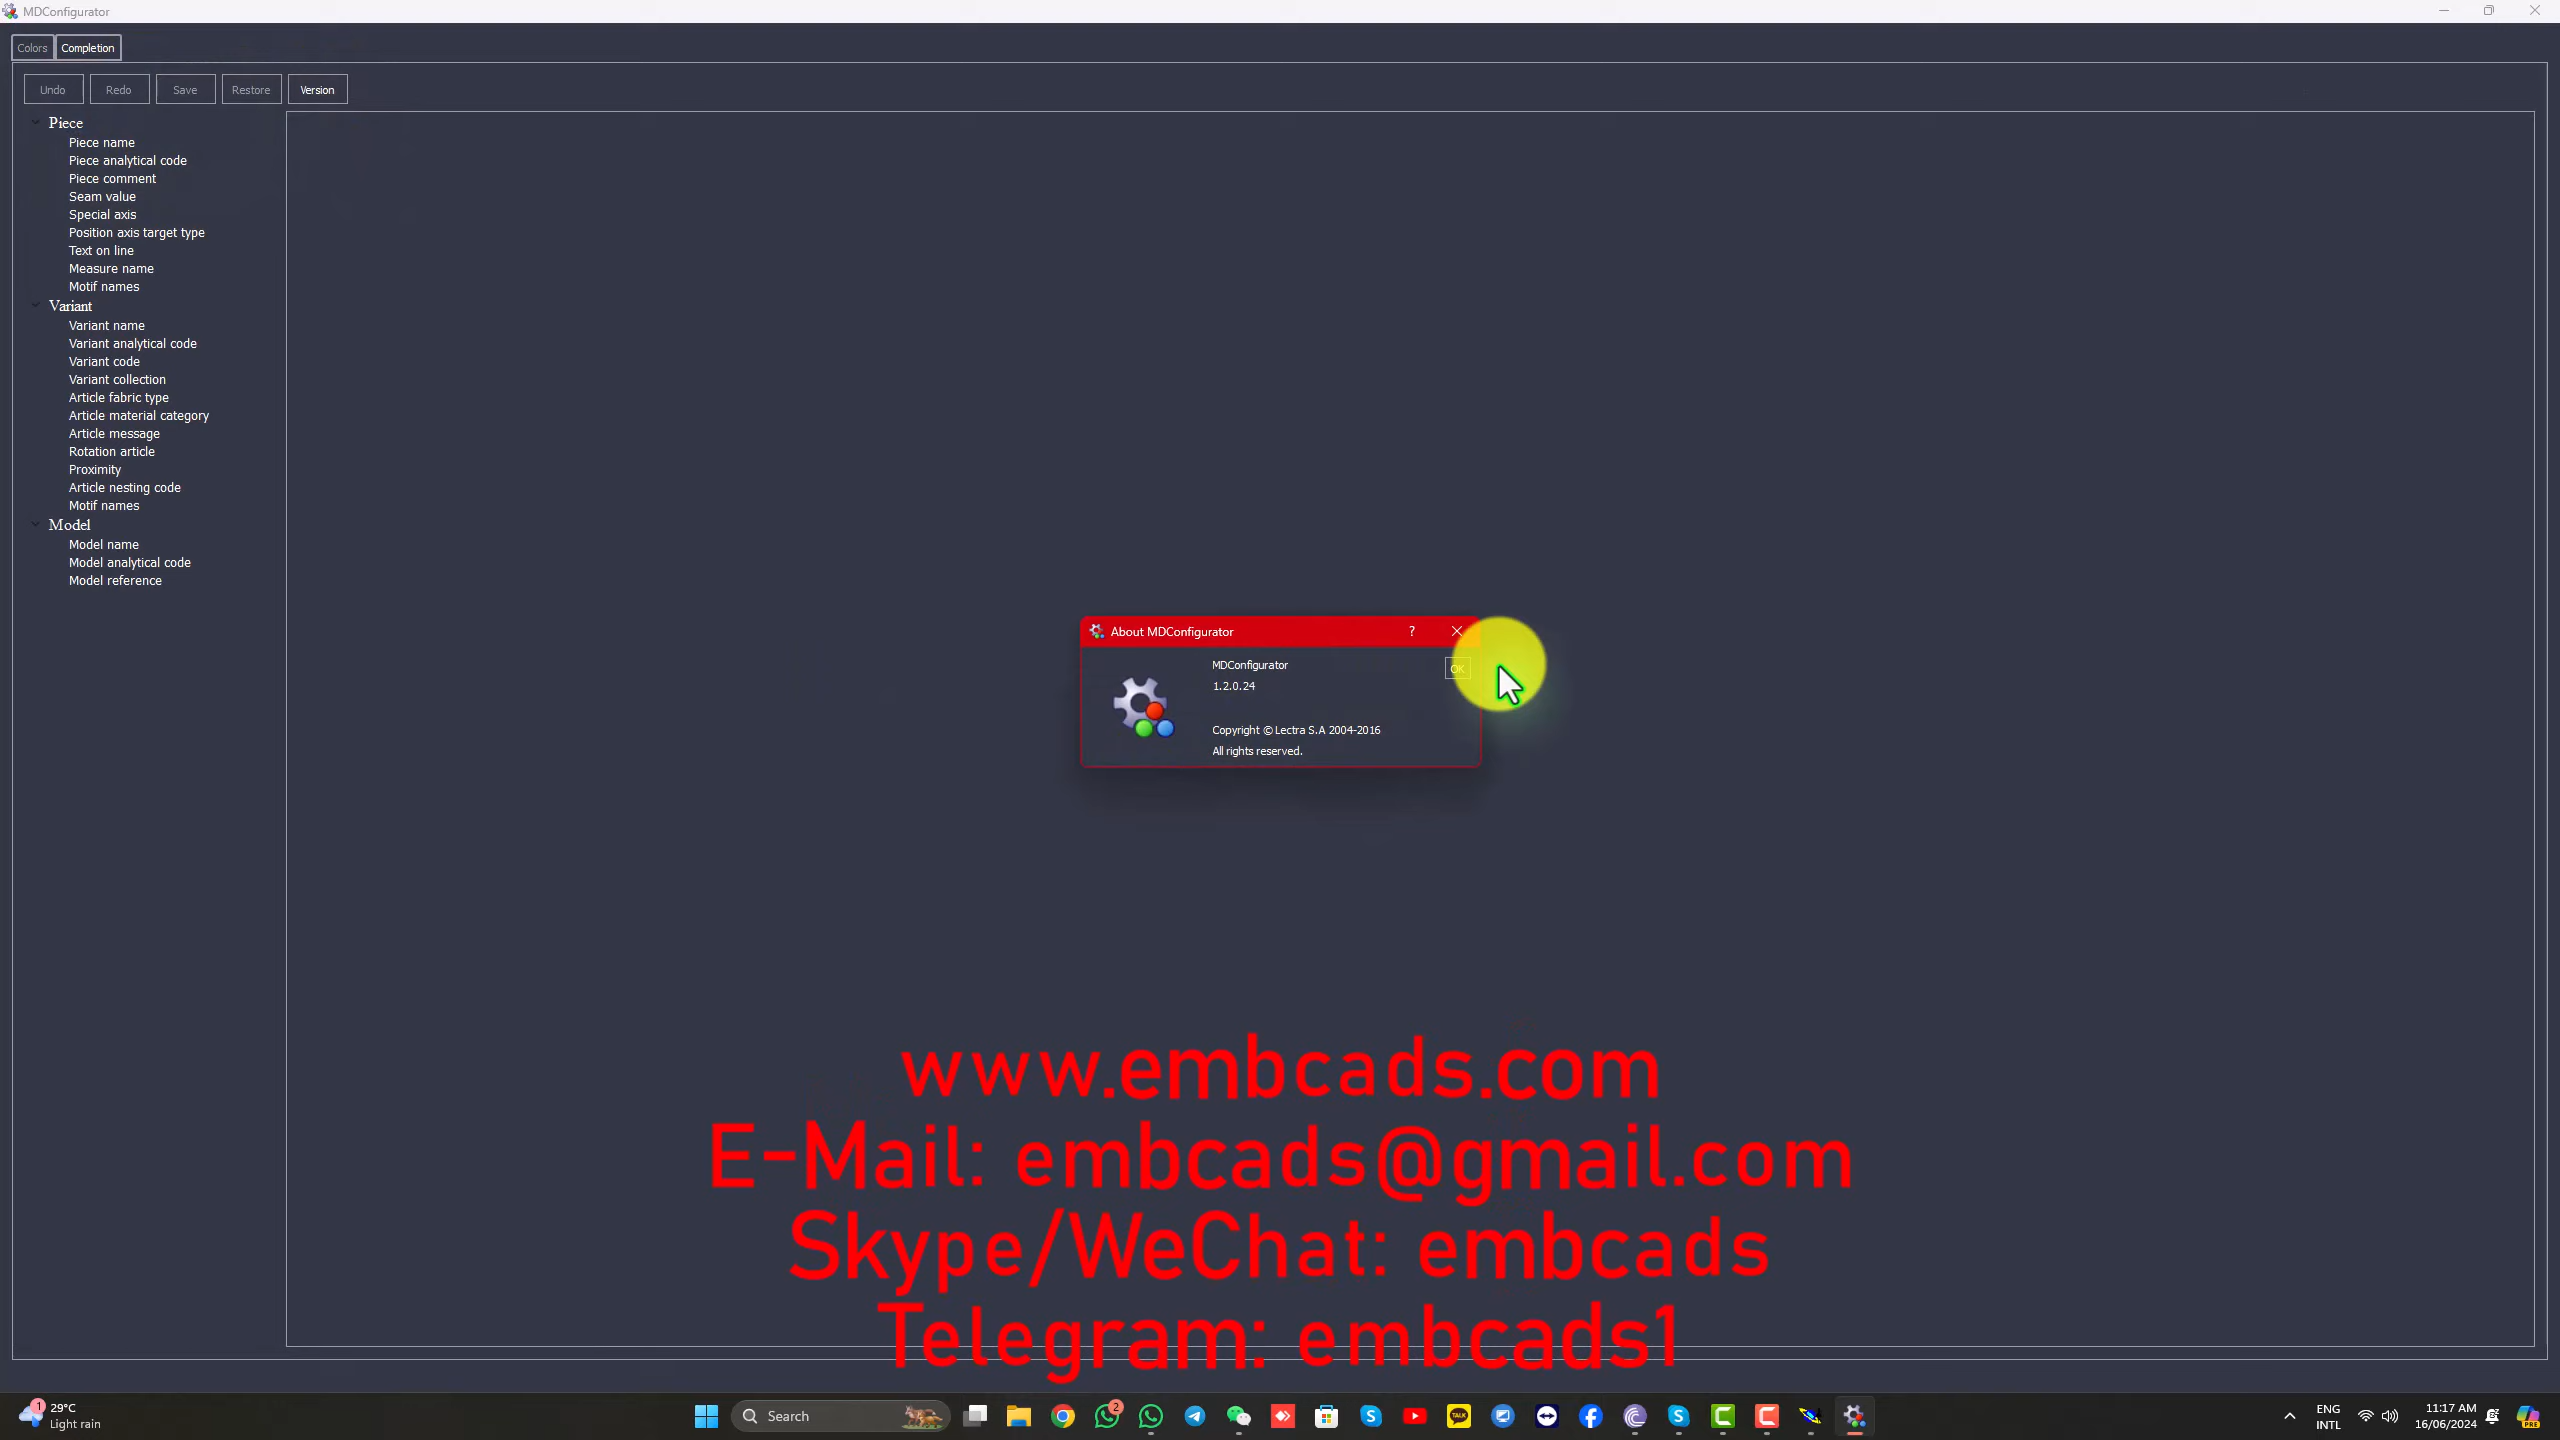 MDConfigurator
Colors
Completion
Undo
Redo
Save
Restore
Version
Piece
Piece name
Piece analytical code
Piece comment
Seam value
Special axis
Position axis target type
Text on line
Measure name
Motif names
Variant
Variant name
Variant analytical code
Variant code
Variant collection
Article fabric type
Article material category
Article message
Rotation article
Proximity
Article nesting code
Motif names
Model
Model name
Model analytical code
Model reference
About MDConfigurator
?
MDConfigurator
OK
1.2.0.24
Copyright © Lectra S.A 2004-2016
All rights reserved.
www.embcads.com
E-Mail: embcads@gmail.com
Skype/WeChat: embcads
Telegram: embcads1
1
29°C
Light rain
Search
2
TALK
ENG
INTL
11:17 AM
16/06/2024
PRE